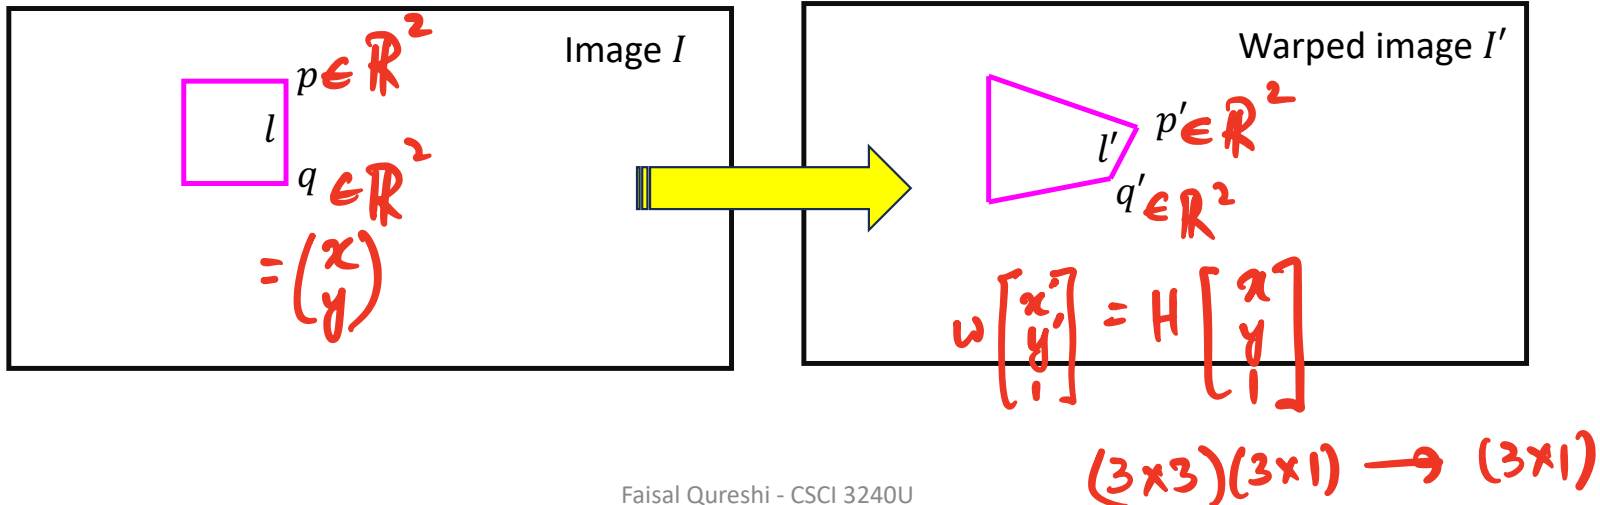 Image I
p ∈ ℝ²
l
q ∈ ℝ²
= (x
y)
Warped image I′
p′ ∈ ℝ²
l′
q′ ∈ ℝ²
w [x′ y′ 1] = H [x y 1]
(3×3)(3×1) → (3×1)
Faisal Qureshi - CSCI 3240U